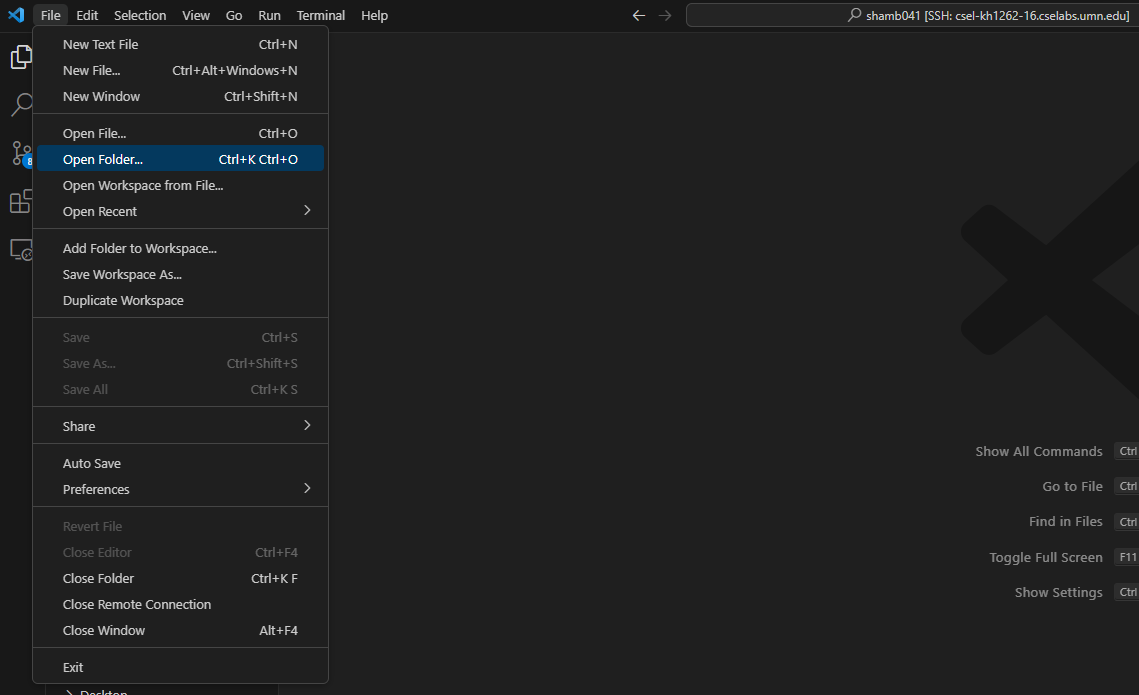 File Edit Selection View Go Run Terminal Help
shamb041 [SSH: csel-kh1262-16.cselabs.umn.edu]
New Text File Ctrl+N
New File... Ctrl+Alt+Windows+N
New Window Ctrl+Shift+N
Open File... Ctrl+O
Open Folder... Ctrl+K Ctrl+O
Open Workspace from File...
Open Recent
Add Folder to Workspace...
Save Workspace As...
Duplicate Workspace
Save Ctrl+S
Save As... Ctrl+Shift+S
Save All Ctrl+K S
Share
Auto Save
Preferences
Revert File
Close Editor Ctrl+F4
Close Folder Ctrl+K F
Close Remote Connection
Close Window Alt+F4
Exit
Desktop
8
Show All Commands Ctrl
Go to File Ctrl
Find in Files Ctrl
Toggle Full Screen F11
Show Settings Ctrl